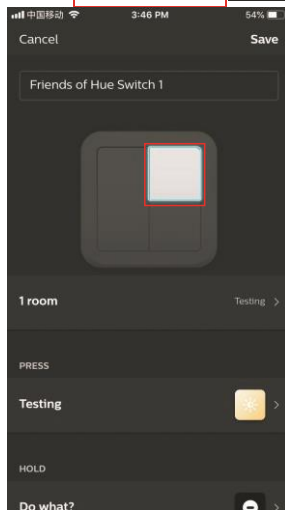 中国移动 3:46 PM 54%
Cancel Save
Friends of Hue Switch 1
1 room Testing
PRESS
Testing
HOLD
Do what?